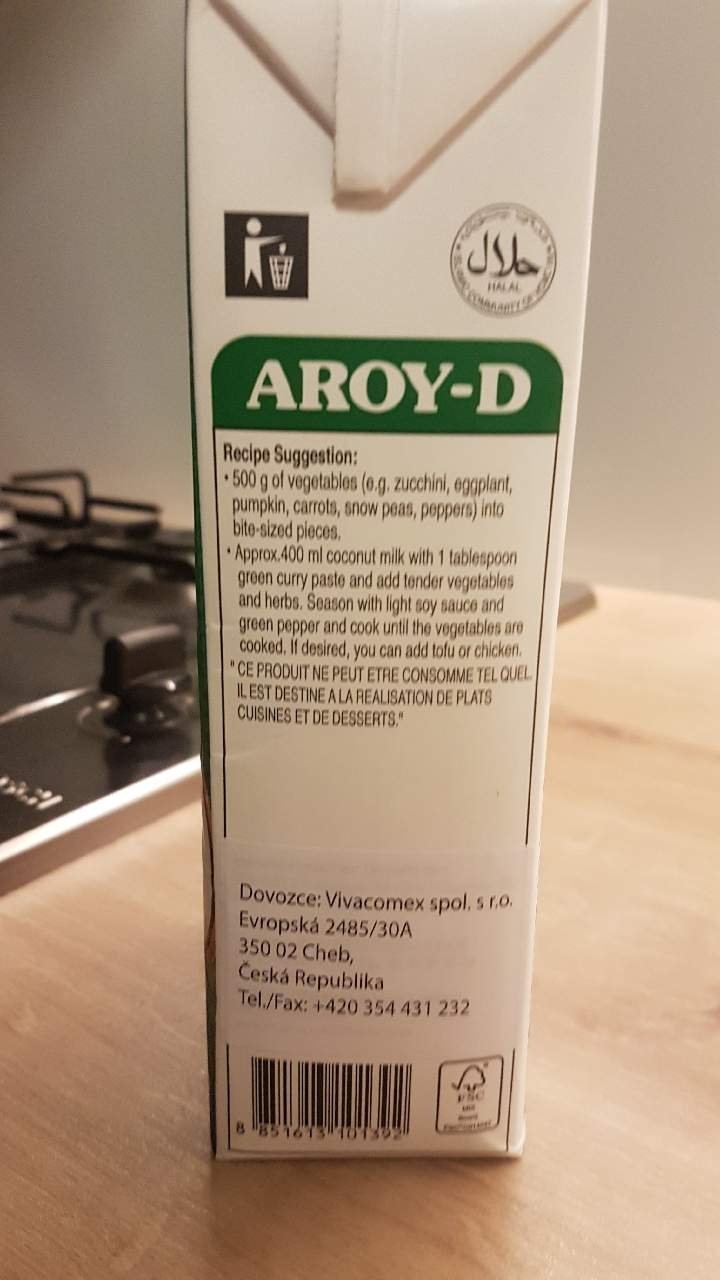 حلال
HALAL
AROY-D
Recipe Suggestion:
• 500 g of vegetables (e.g. zucchini, eggplant,
pumpkin, carrots, snow peas, peppers) into
bite-sized pieces.
• Approx.400 ml coconut milk with 1 tablespoon
green curry paste and add tender vegetables
and herbs. Season with light soy sauce and
green pepper and cook until the vegetables are
cooked. If desired, you can add tofu or chicken.
"CE PRODUIT NE PEUT ETRE CONSOMME TEL QUEL.
IL EST DESTINE A LA REALISATION DE PLATS
CUISINES ET DE DESSERTS."
Dovozce: Vivacomex spol. s r.o.
Evropská 2485/30A
350 02 Cheb,
Česká Republika
Tel./Fax: +420 354 431 232
8 851613 101392
FSC